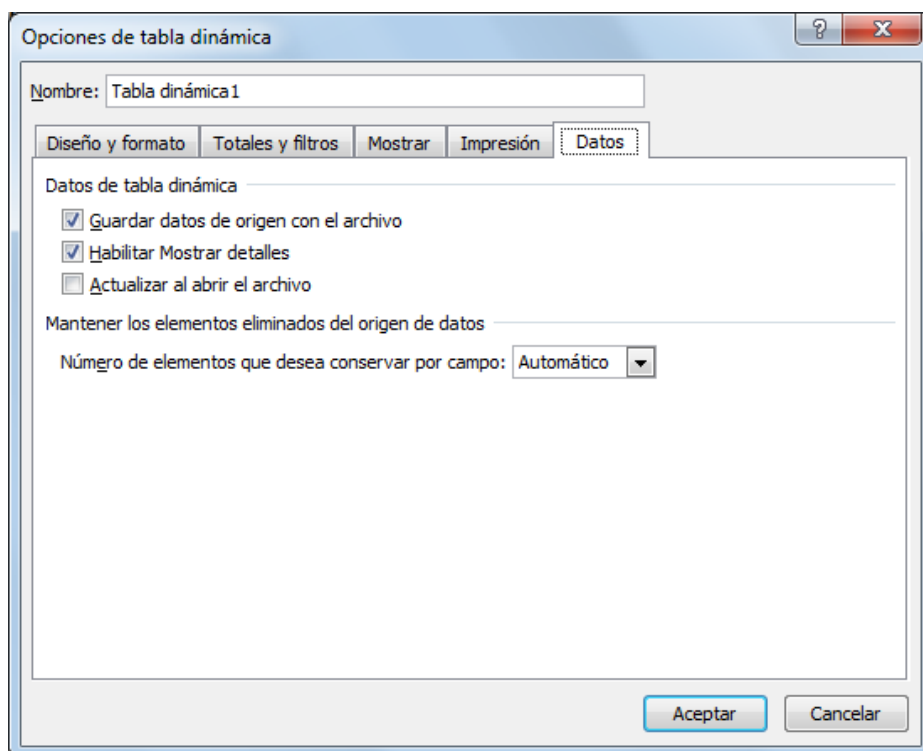 Opciones de tabla dinámica
Nombre: Tabla dinámica1
Diseño y formato Totales y filtros Mostrar Impresión Datos
Datos de tabla dinámica
Guardar datos de origen con el archivo
Habilitar Mostrar detalles
Actualizar al abrir el archivo
Mantener los elementos eliminados del origen de datos
Número de elementos que desea conservar por campo: Automático
Aceptar Cancelar